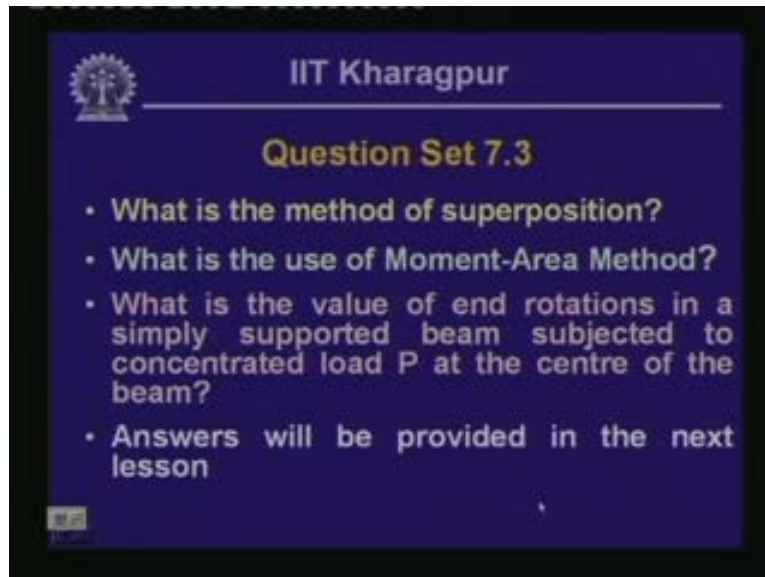 IIT Kharagpur
Question Set 7.3
• What is the method of superposition?
• What is the use of Moment-Area Method?
• What is the value of end rotations in a
simply supported beam subjected to
concentrated load P at the centre of the
beam?
• Answers will be provided in the next
lesson